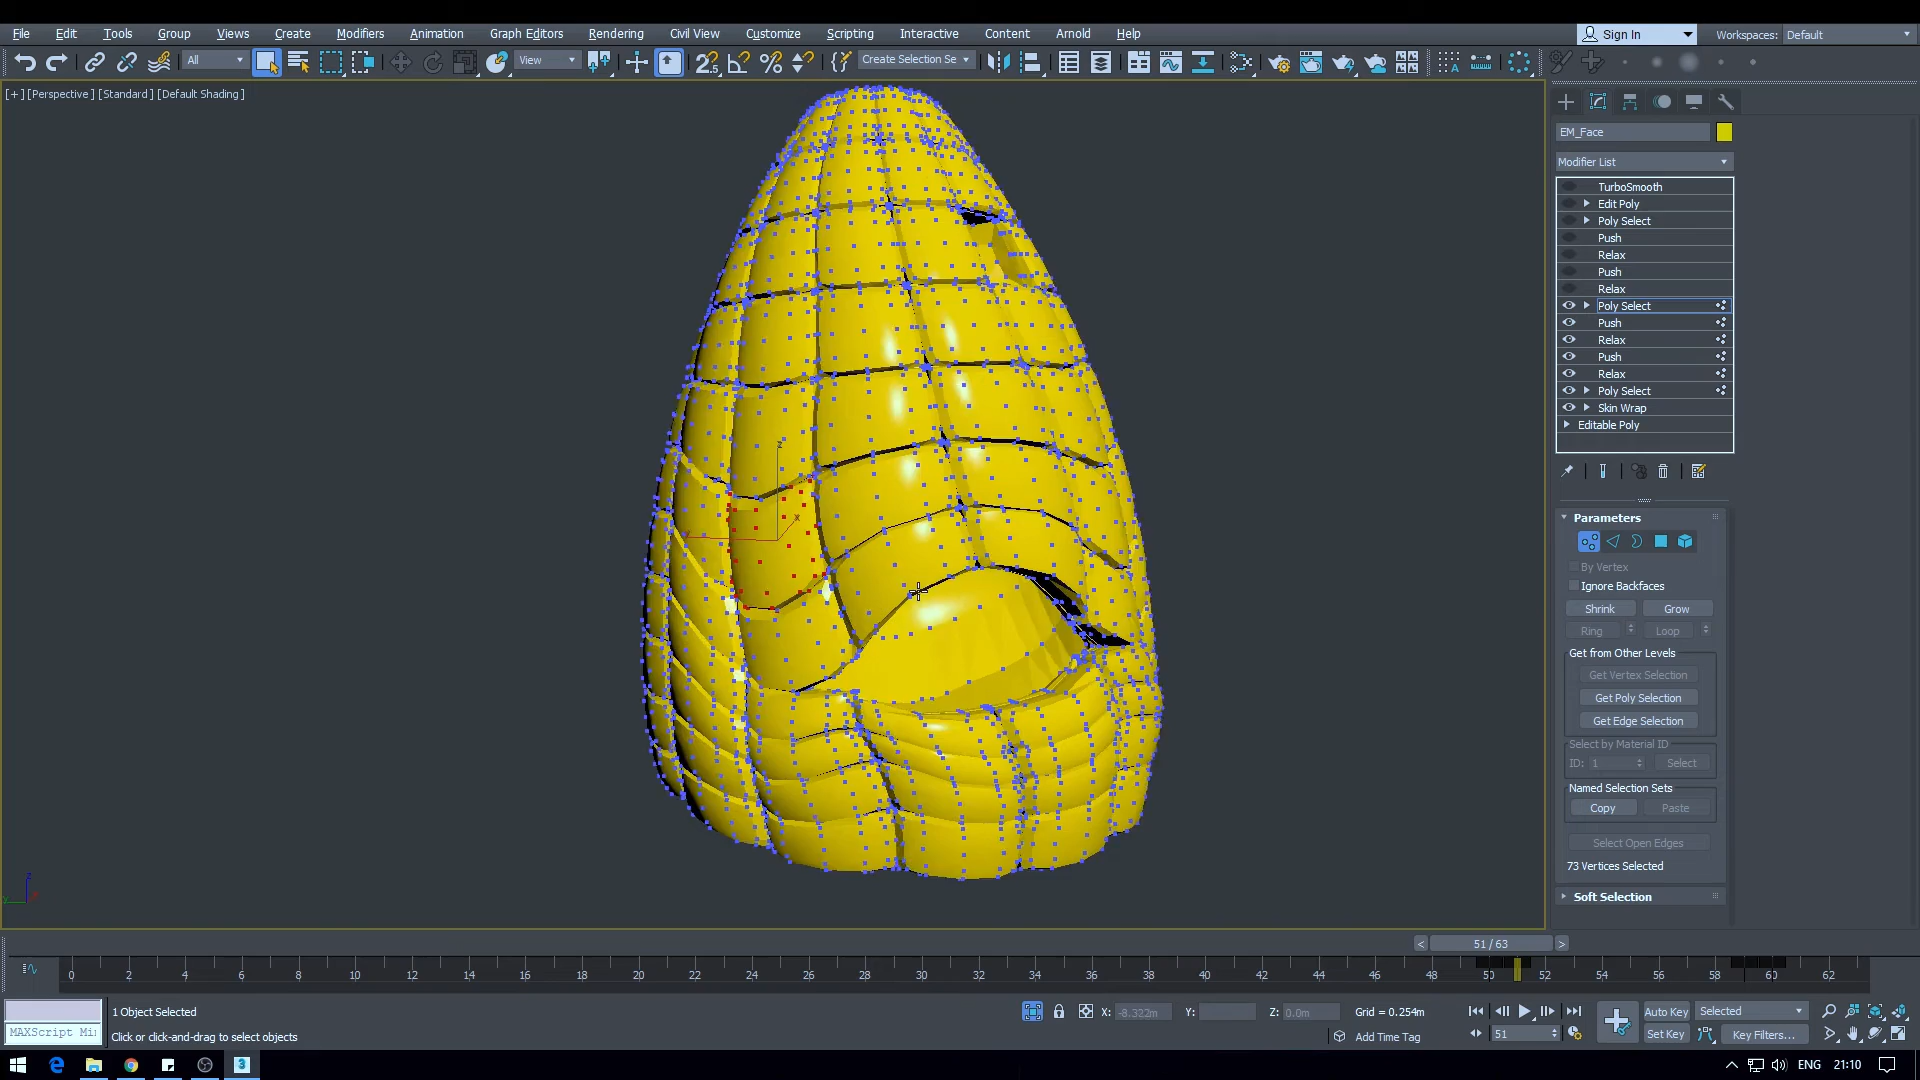 File Edit Tools Group Views Create Modifiers Animation Graph Editors Rendering Civil View Customize Scripting Interactive Content Arnold Help
Sign In
Workspaces: Default
All
View
Create Selection Se
[+] [Perspective] [Standard] [Default Shading]
EM_Face
Modifier List
TurboSmooth
Edit Poly
Poly Select
Push
Relax
Push
Relax
Poly Select
Push
Relax
Push
Relax
Poly Select
Skin Wrap
Editable Poly
Parameters
By Vertex
Ignore Backfaces
Shrink Grow
Ring Loop
Get from Other Levels
Get Vertex Selection
Get Poly Selection
Get Edge Selection
Select by Material ID
ID: 1 Select
Named Selection Sets
Copy Paste
Select Open Edges
73 Vertices Selected
Soft Selection
z
x
z
< 51 / 63 >
0 2 4 6 8 10 12 14 16 18 20 22 24 26 28 30 32 34 36 38 40 42 44 46 48 50 52 54 56 58 60 62
1 Object Selected
X: -8.322m Y: Z: 0.0m Grid = 0.254m
Auto Key Selected
MAXScript Mi
Click or click-and-drag to select objects
Add Time Tag
51
Set Key Key Filters...
ENG 21:10